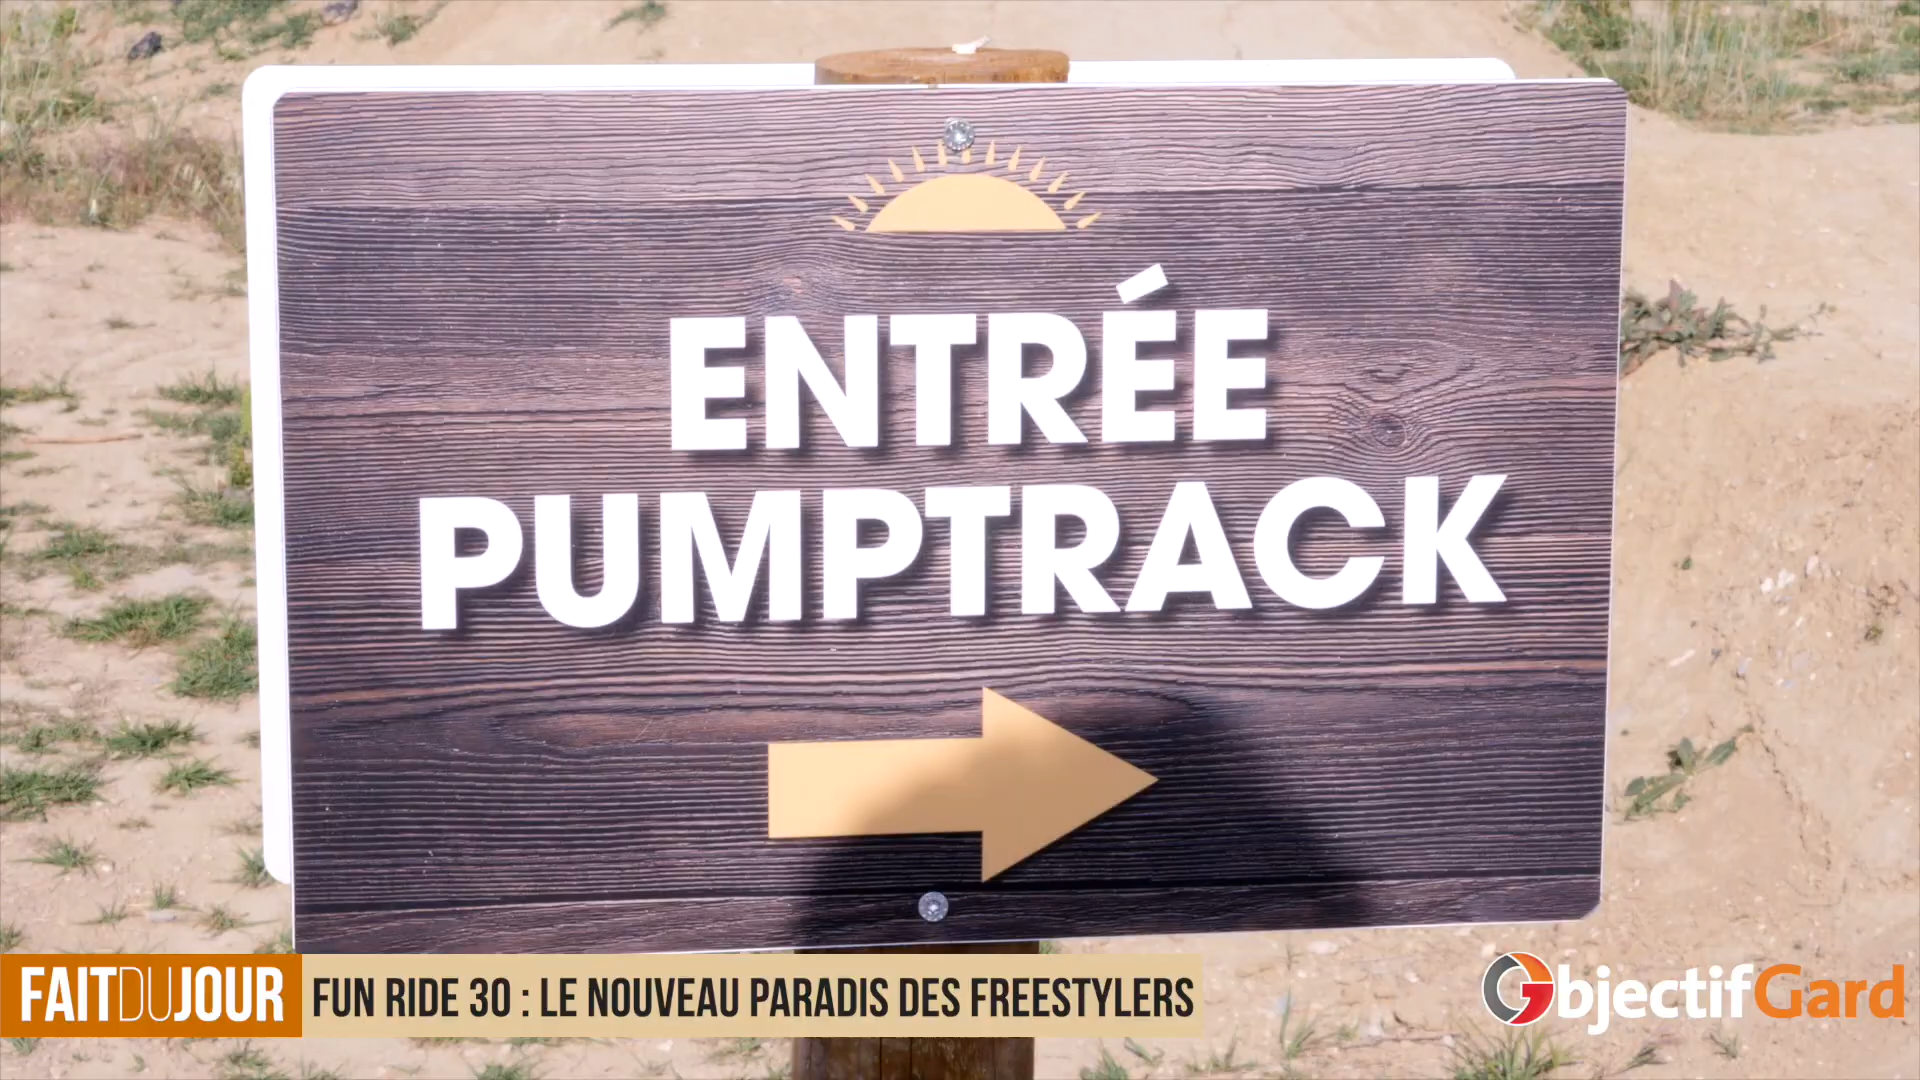 ENTRÉE
PUMPTRACK
FAITDUJOUR
FUN RIDE 30 : LE NOUVEAU PARADIS DES FREESTYLERS
ObjectifGard